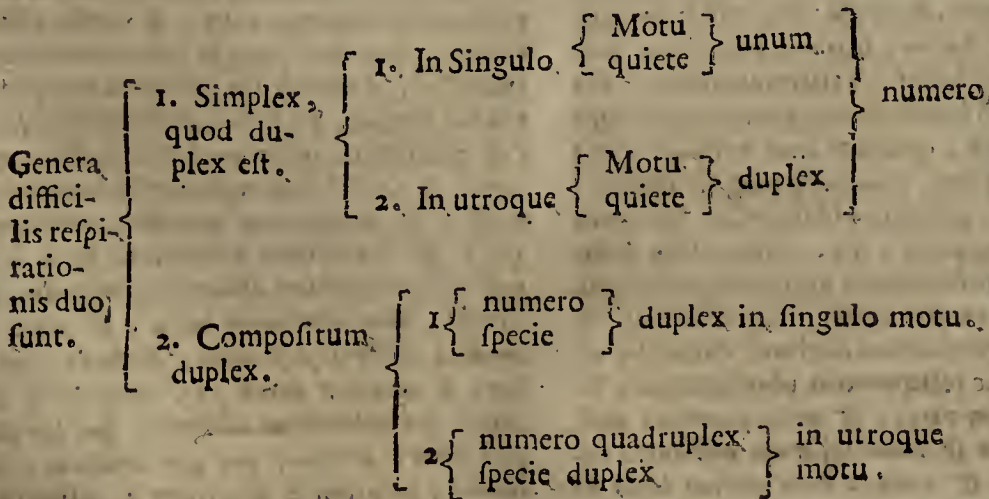 Genera
diffici-
lis reſpi-
ratio-
nis duo
ſunt.
1. Simplex,
quod du-
plex eſt.
1. In Singulo { Motu
quiete } unum
2. In utroque { Motu
quiete } duplex
numero,
2. Compoſitum
duplex.
1 { numero
ſpecie } duplex in ſingulo motu.
2 { numero quadruplex
ſpecie duplex } in utroque
motu.